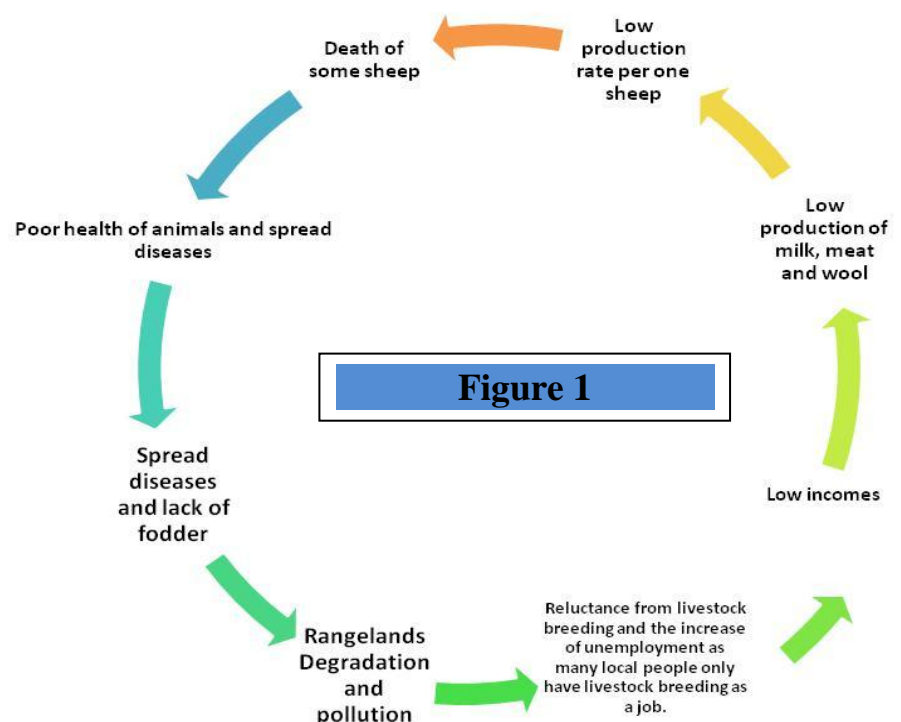 Low
production
rate per one
sheep
Death of
some sheep
Poor health of animals and spread
diseases
Spread
diseases
and lack of
fodder
Rangelands
Degradation
and
pollution
Reluctance from livestock
breeding and the increase
of unemployment as
many local people only
have livestock breeding as
a job.
Low incomes
Low
production of
milk, meat
and wool
Figure 1